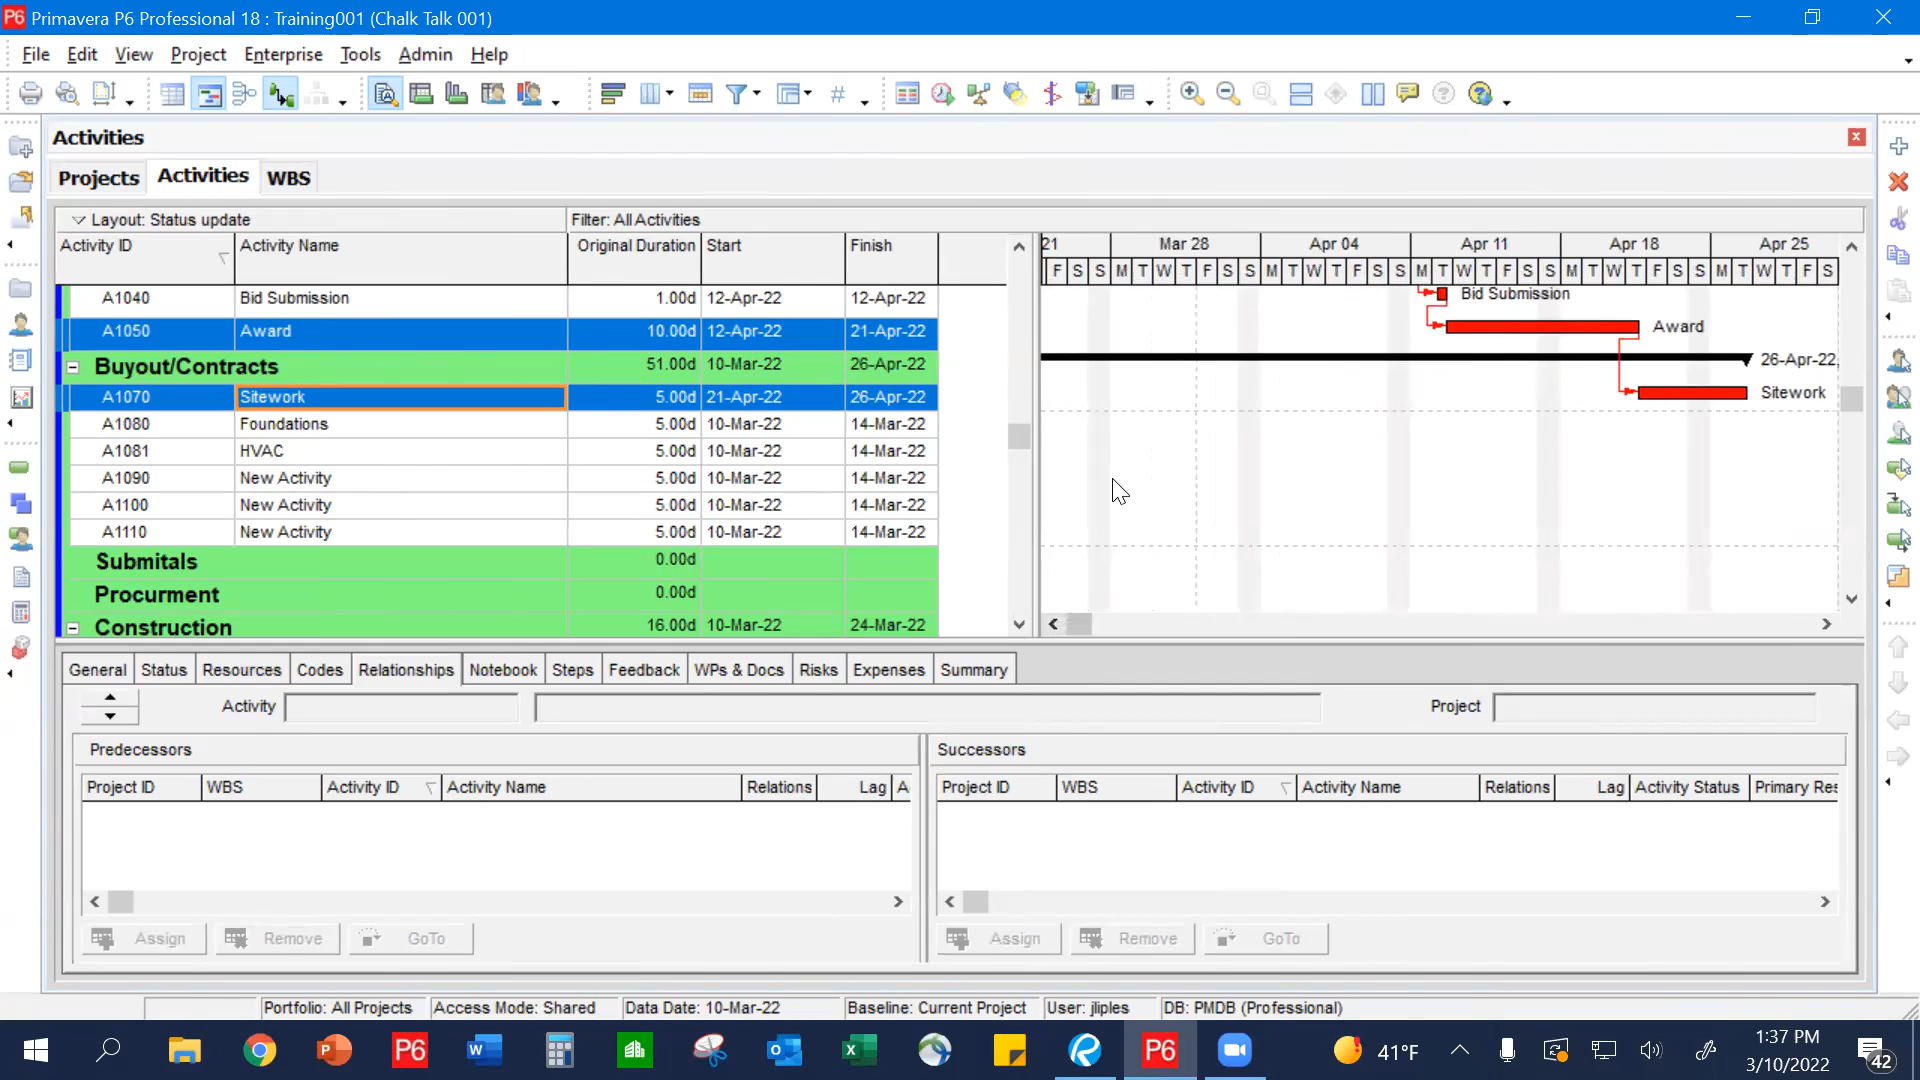 P6 Primavera P6 Professional 18 : Training001 (Chalk Talk 001)
File Edit View Project Enterprise Tools Admin Help
Activities
Projects Activities WBS
Layout: Status update Filter: All Activities
Activity ID Activity Name Original Duration Start Finish
21 Mar 28 Apr 04 Apr 11 Apr 18 Apr 25
F S S M T W T F S S M T W T F S S M T W T F S S M T W T F S S M T W T F S
A1040 Bid Submission 1.00d 12-Apr-22 12-Apr-22 Bid Submission
A1050 Award 10.00d 12-Apr-22 21-Apr-22 Award
Buyout/Contracts 51.00d 10-Mar-22 26-Apr-22 26-Apr-22,
A1070 Sitework 5.00d 21-Apr-22 26-Apr-22 Sitework
A1080 Foundations 5.00d 10-Mar-22 14-Mar-22
A1081 HVAC 5.00d 10-Mar-22 14-Mar-22
A1090 New Activity 5.00d 10-Mar-22 14-Mar-22
A1100 New Activity 5.00d 10-Mar-22 14-Mar-22
A1110 New Activity 5.00d 10-Mar-22 14-Mar-22
Submitals 0.00d
Procurment 0.00d
Construction 16.00d 10-Mar-22 24-Mar-22
General Status Resources Codes Relationships Notebook Steps Feedback WPs & Docs Risks Expenses Summary
Activity Project
Predecessors Successors
Project ID WBS Activity ID Activity Name Relations Lag A
Project ID WBS Activity ID Activity Name Relations Lag Activity Status Primary Res
Assign Remove GoTo Assign Remove GoTo
Portfolio: All Projects Access Mode: Shared Data Date: 10-Mar-22 Baseline: Current Project User: jliples DB: PMDB (Professional)
41°F
1:37 PM
3/10/2022
42